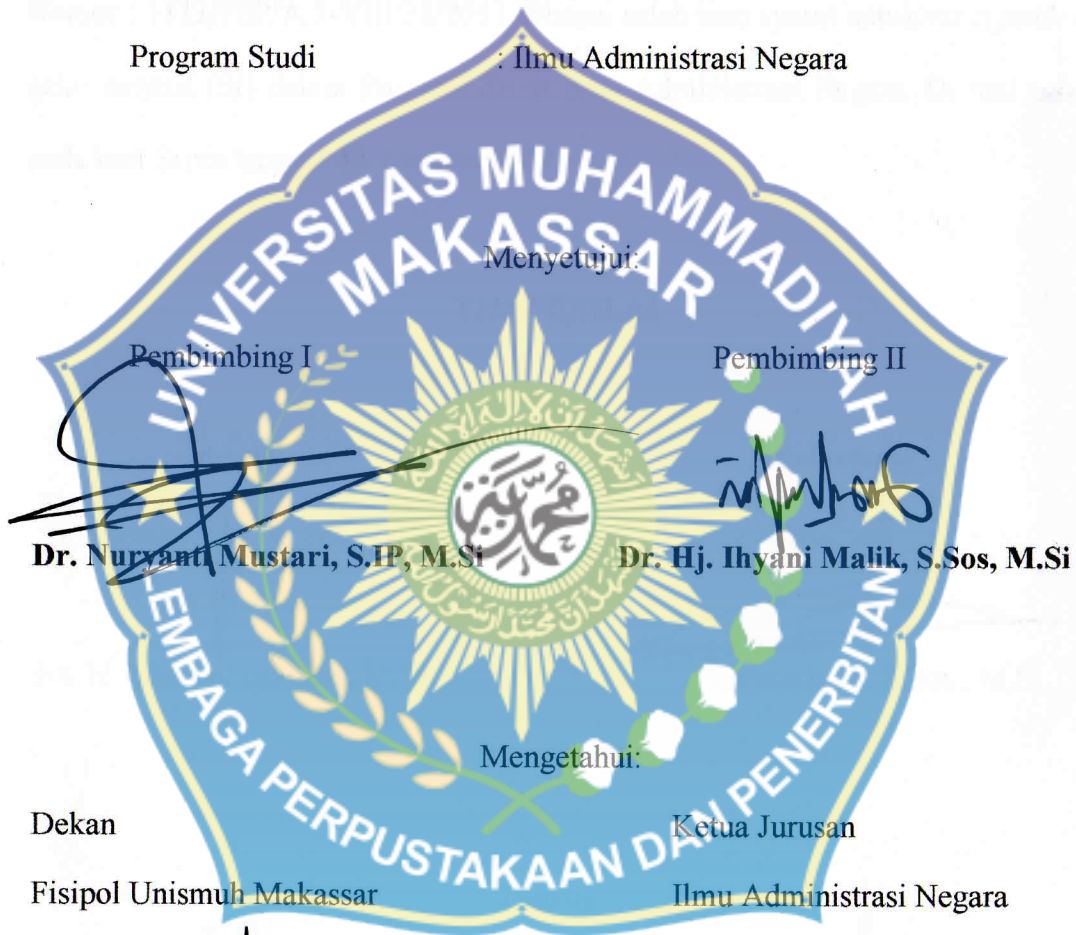 Program Studi : Ilmu Administrasi Negara
UNIVERSITAS MUHAMMADIYAH
MAKASSAR
Menyetujui:
Pembimbing I Pembimbing II
Dr. Nuryanti Mustari, S.IP, M.Si Dr. Hj. Ihyani Malik, S.Sos, M.Si
LEMBAGA PERPUSTAKAAN DAN PENERBITAN
Mengetahui:
Dekan Ketua Jurusan
Fisipol Unismuh Makassar Ilmu Administrasi Negara